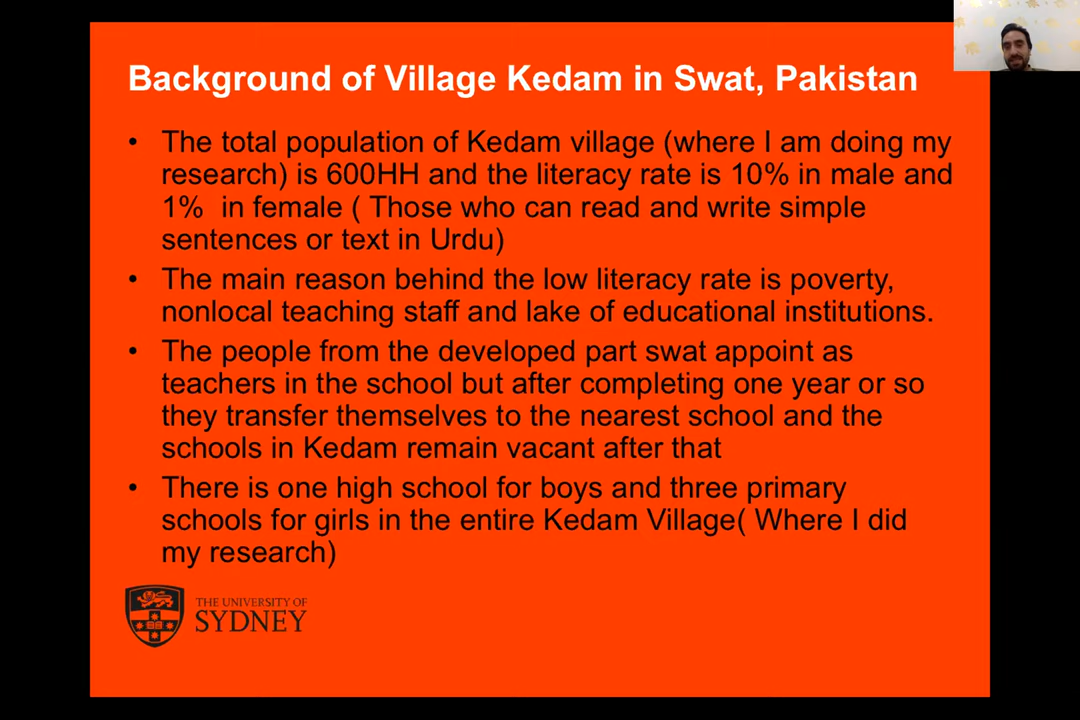 Background of Village Kedam in Swat, Pakistan
• The total population of Kedam village (where I am doing my
research) is 600HH and the literacy rate is 10% in male and
1%  in female ( Those who can read and write simple
sentences or text in Urdu)
• The main reason behind the low literacy rate is poverty,
nonlocal teaching staff and lake of educational institutions.
• The people from the developed part swat appoint as
teachers in the school but after completing one year or so
they transfer themselves to the nearest school and the
schools in Kedam remain vacant after that
• There is one high school for boys and three primary
schools for girls in the entire Kedam Village( Where I did
my research)
THE UNIVERSITY OF
SYDNEY